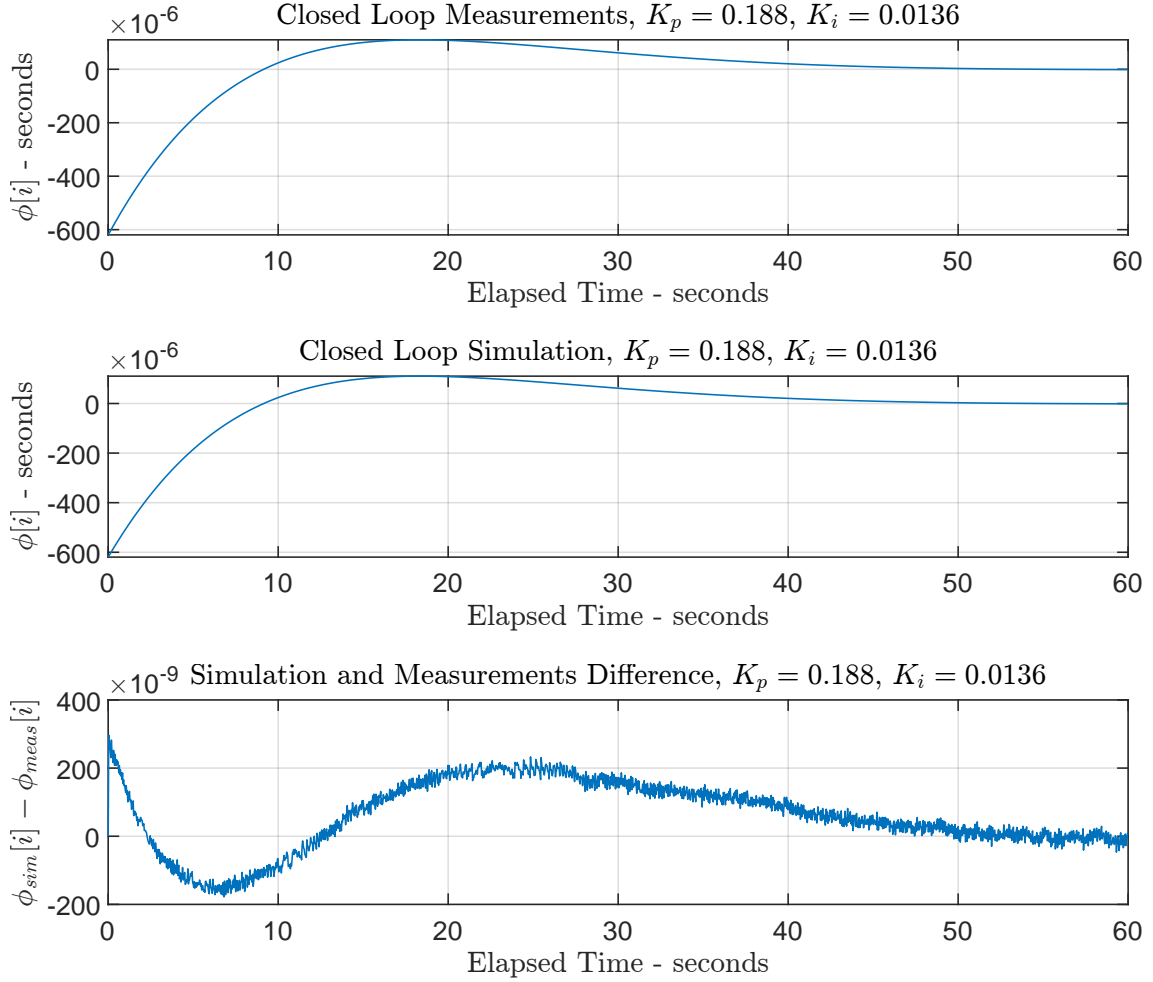 Closed Loop Measurements, $K_p = 0.188$, $K_i = 0.0136$
×10⁻⁶
0
-200
-400
-600
ϕ[i] - seconds
0 10 20 30 40 50 60
Elapsed Time - seconds
Closed Loop Simulation, $K_p = 0.188$, $K_i = 0.0136$
×10⁻⁶
0
-200
-400
-600
ϕ[i] - seconds
0 10 20 30 40 50 60
Elapsed Time - seconds
×10⁻⁹ Simulation and Measurements Difference, $K_p = 0.188$, $K_i = 0.0136$
400
200
0
-200
$ϕ_{sim}[i] - ϕ_{meas}[i]$
0 10 20 30 40 50 60
Elapsed Time - seconds